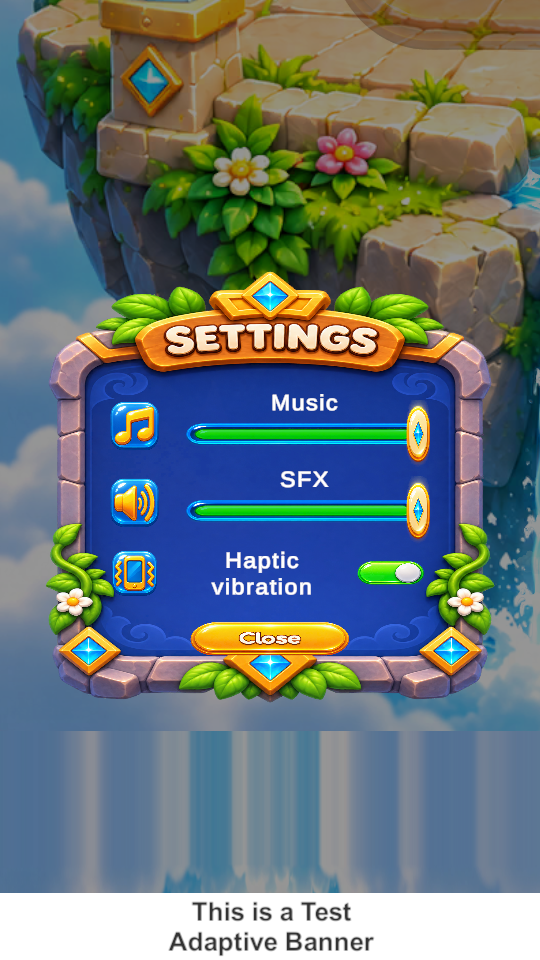 SETTINGS
Music
SFX
Haptic
vibration
Close
This is a Test
Adaptive Banner